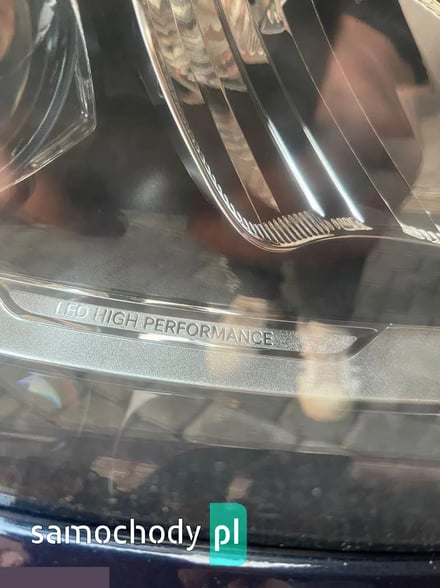 LED HIGH PERFORMANCE
samochody pl